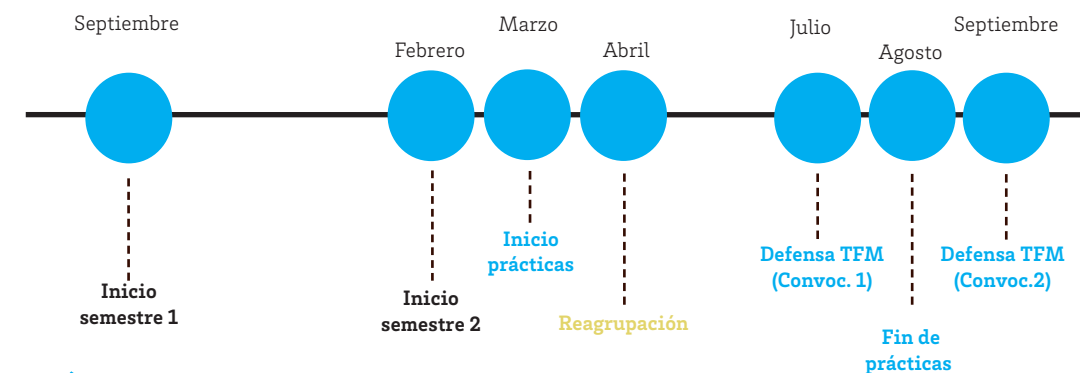 Septiembre
Febrero
Marzo
Abril
Julio
Agosto
Septiembre
Inicio
semestre 1
Inicio
semestre 2
Inicio
prácticas
Reagrupación
Defensa TFM
(Convoc. 1)
Fin de
prácticas
Defensa TFM
(Convoc.2)